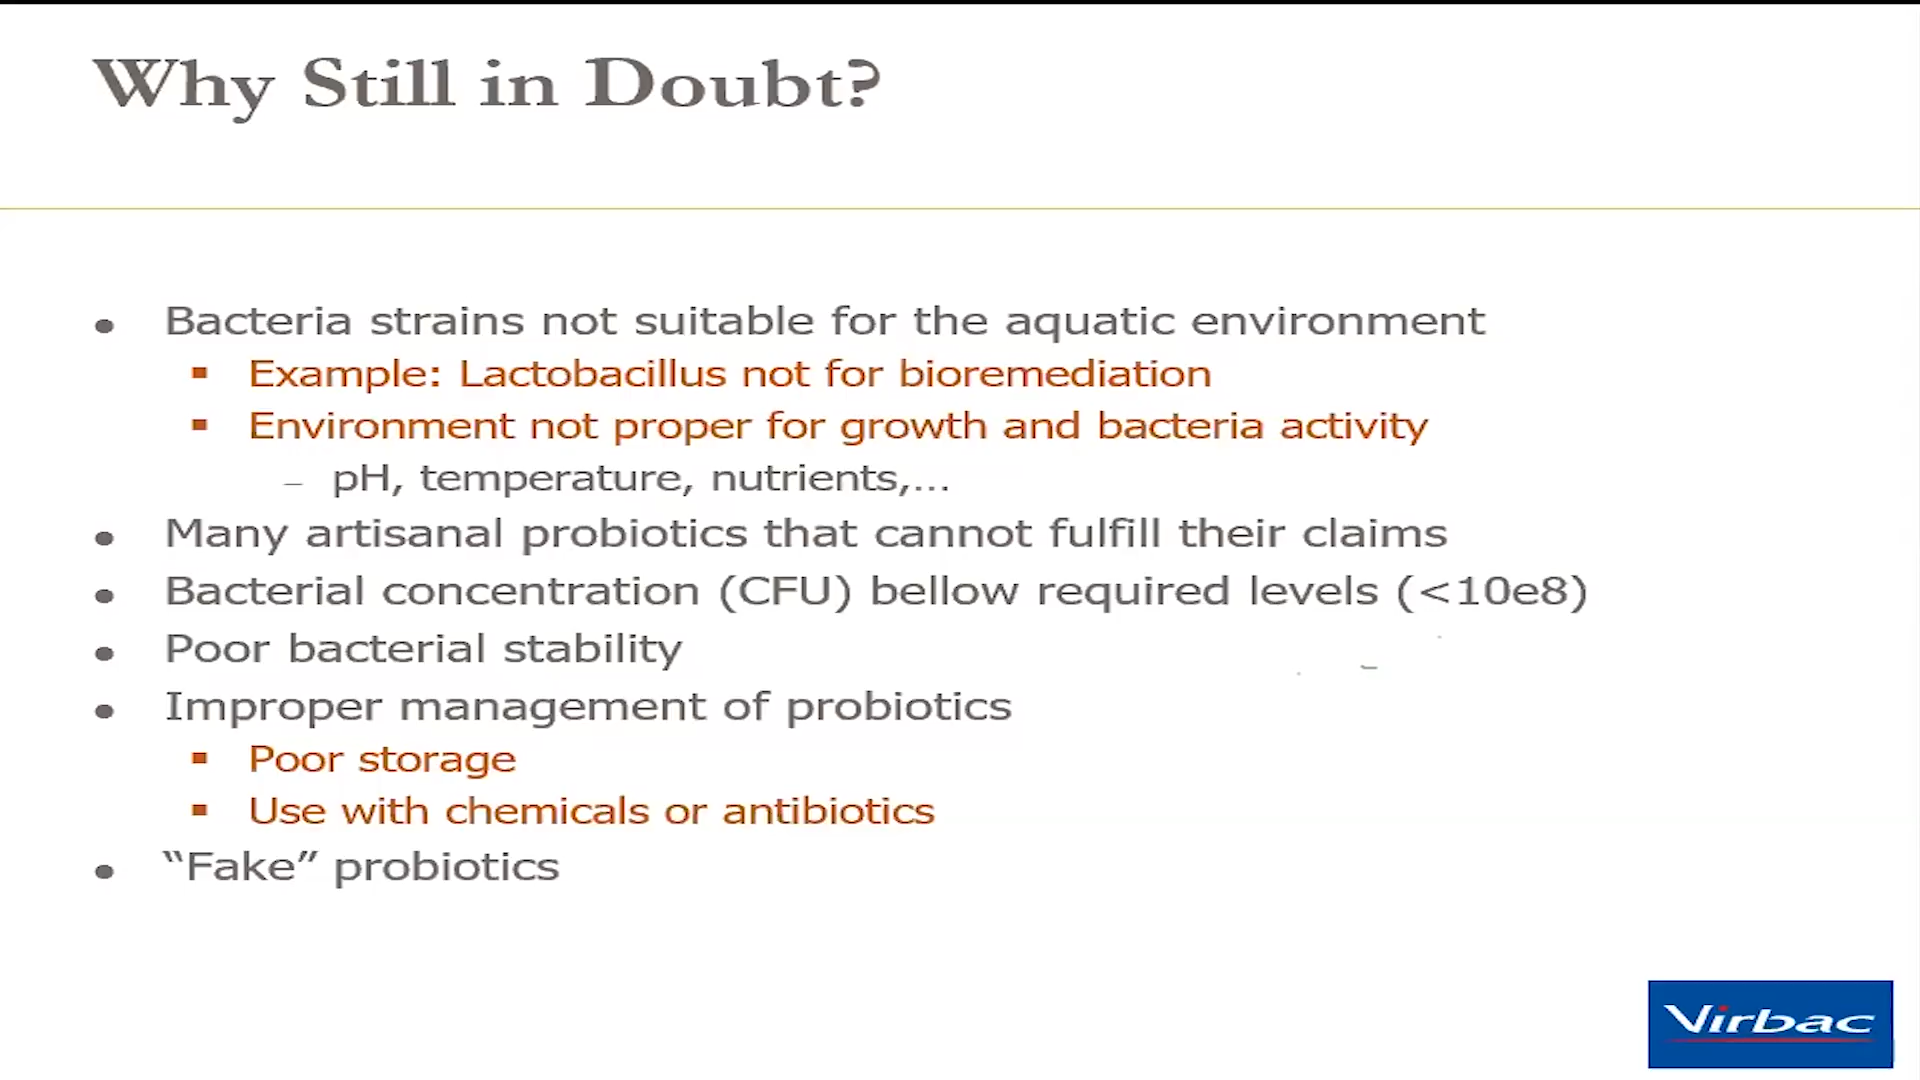 Why Still in Doubt?
• Bacteria strains not suitable for the aquatic environment
▪ Example: Lactobacillus not for bioremediation
▪ Environment not proper for growth and bacteria activity
– pH, temperature, nutrients,...
• Many artisanal probiotics that cannot fulfill their claims
• Bacterial concentration (CFU) bellow required levels (<10e8)
• Poor bacterial stability
• Improper management of probiotics
▪ Poor storage
▪ Use with chemicals or antibiotics
• “Fake” probiotics
Virbac